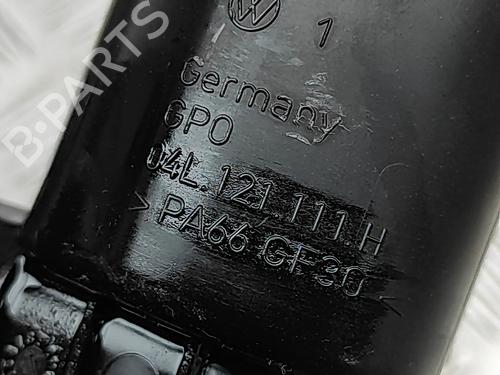 1
Germany
GPO
04L.121.111 H
> PA66 GF30 <
B-PARTS